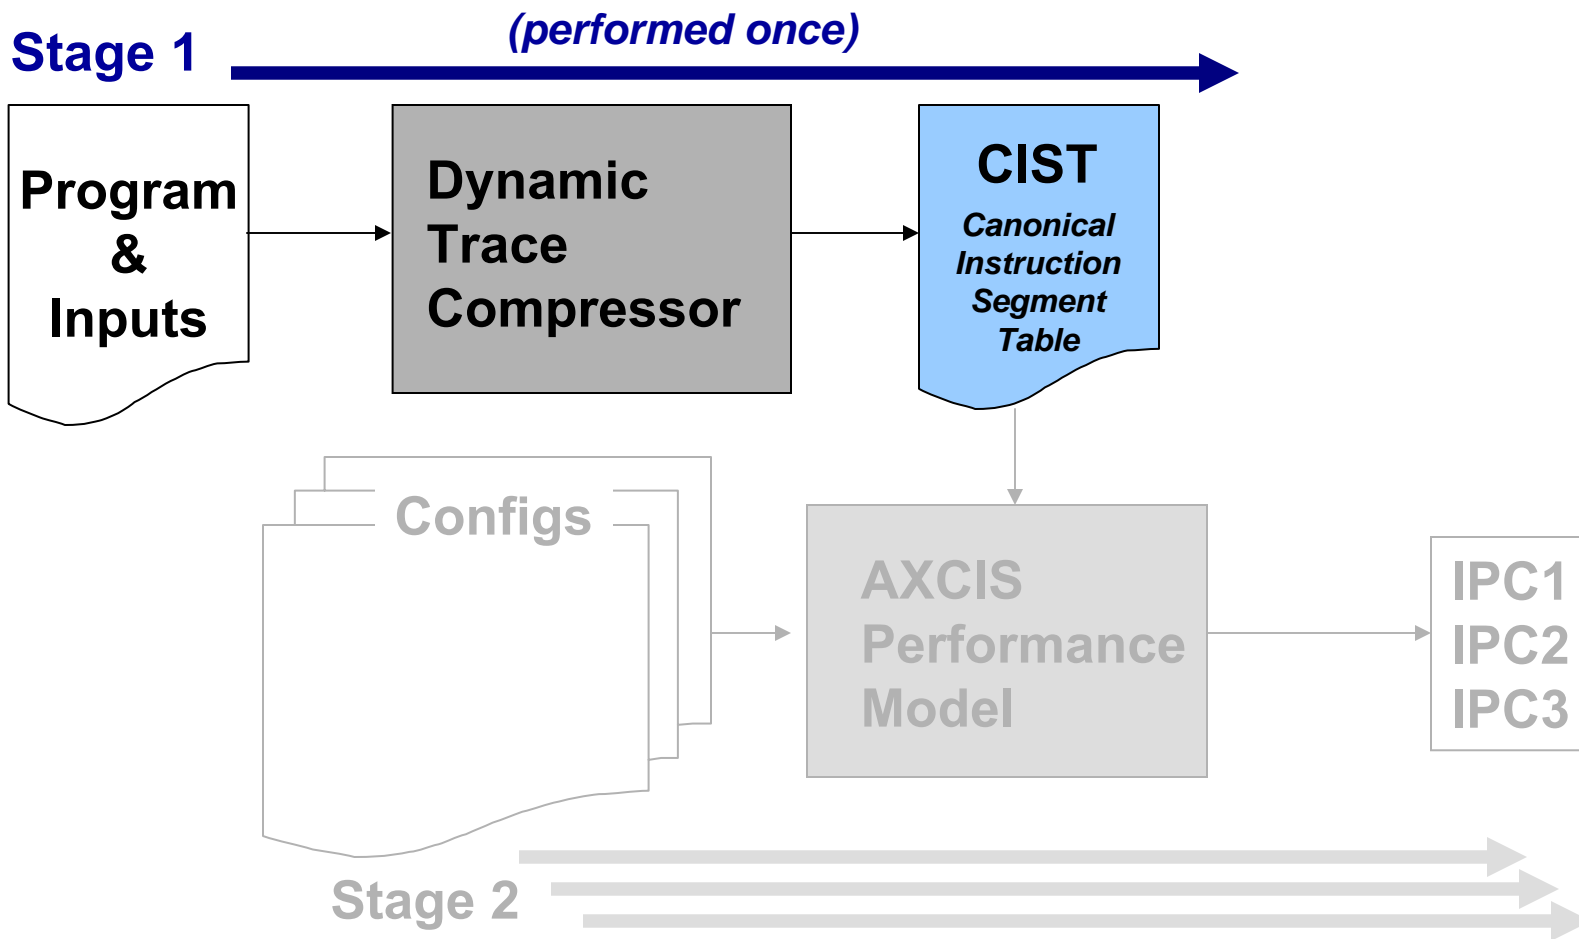 Stage 1
(performed once)
Program
&
Inputs
Dynamic
Trace
Compressor
CIST
Canonical
Instruction
Segment
Table
Configs
AXCIS
Performance
Model
IPC1
IPC2
IPC3
Stage 2